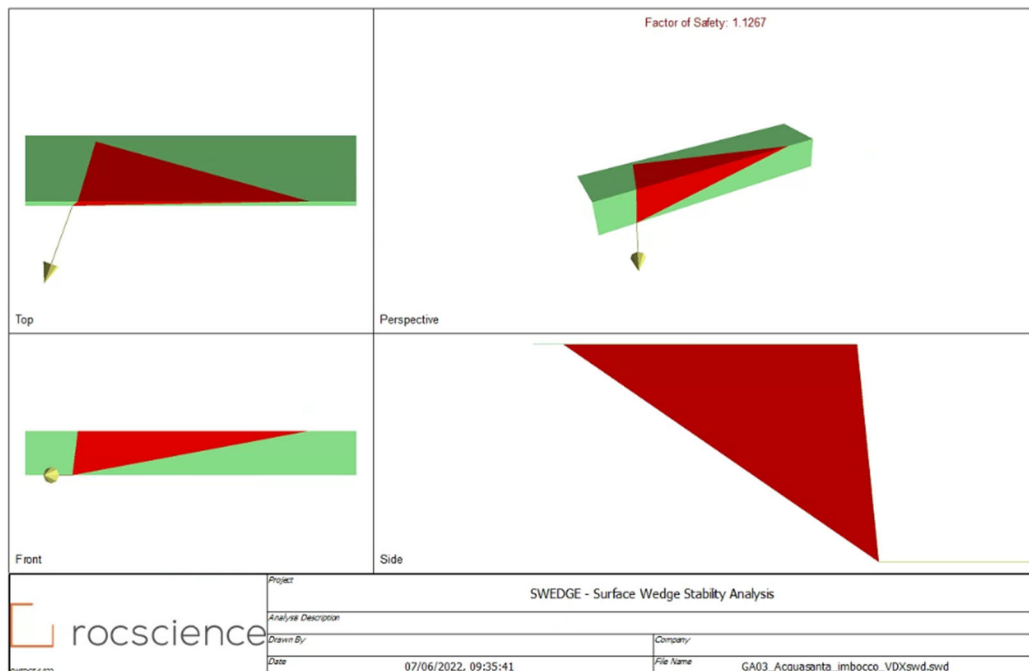 Factor of Safety: 1.1267
Top
Perspective
Front
Side
Project
SWEDGE - Surface Wedge Stability Analysis
Analysis Description
Drawn By
Company
rocscience
Date
07/06/2022, 09:35:41
File Name
GA03_Acquasanta_imbocco_VDXswd.swd